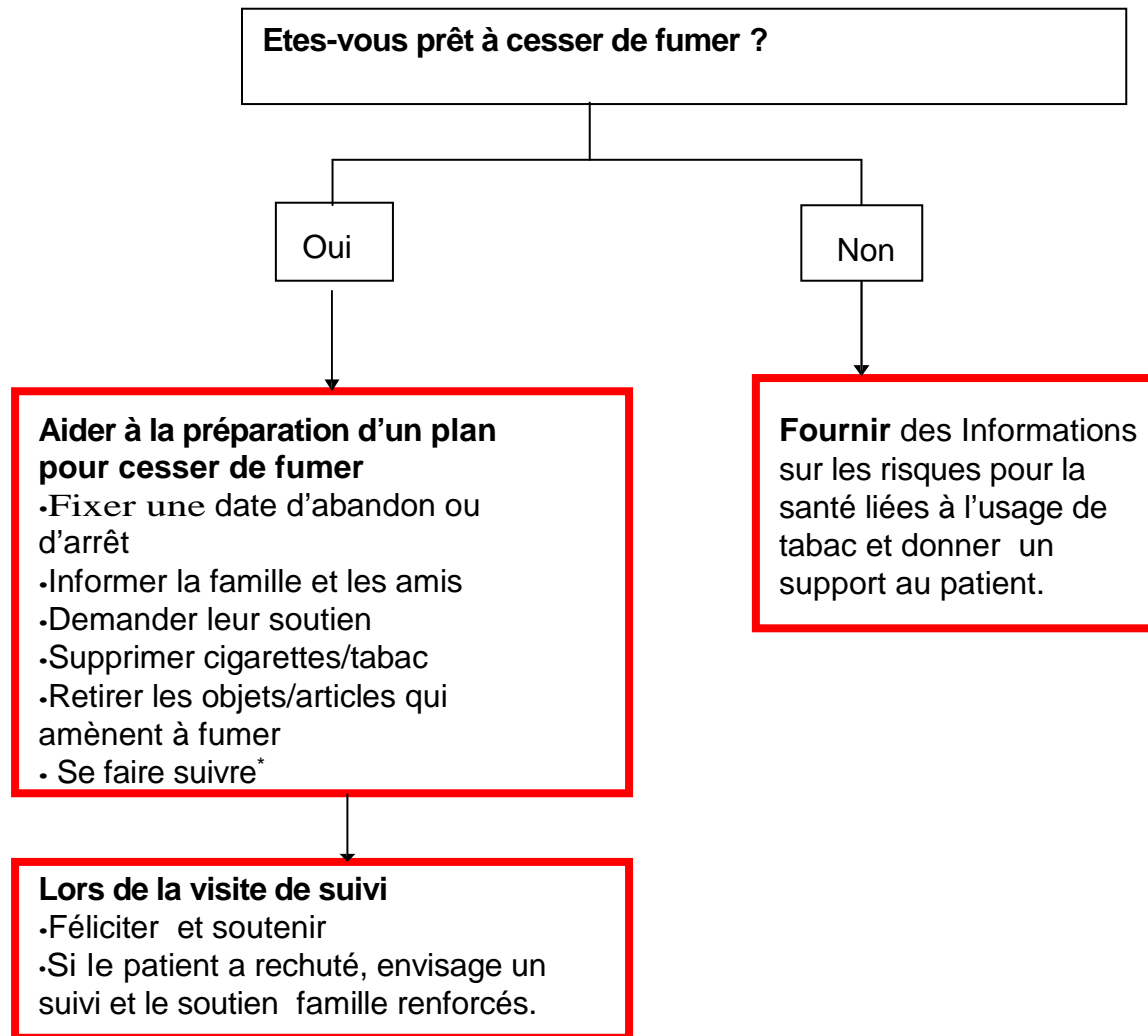 Etes-vous prêt à cesser de fumer ?
Oui
Non
Aider à la préparation d’un plan
pour cesser de fumer
•Fixer une date d’abandon ou
d’arrêt
•Informer la famille et les amis
•Demander leur soutien
•Supprimer cigarettes/tabac
•Retirer les objets/articles qui
amènent à fumer
• Se faire suivre*
Fournir des Informations
sur les risques pour la
santé liées à l’usage de
tabac et donner un
support au patient.
Lors de la visite de suivi
•Féliciter et soutenir
•Si le patient a rechuté, envisage un
suivi et le soutien famille renforcés.